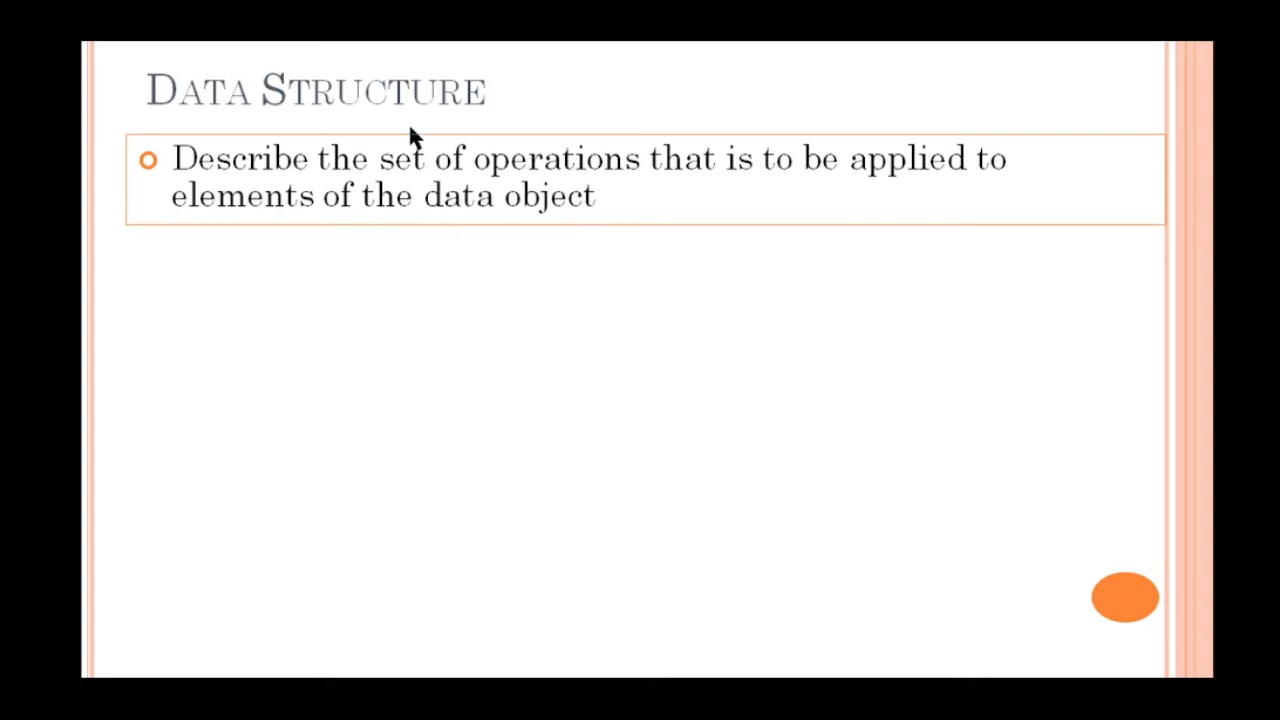 DATA STRUCTURE
Describe the set of operations that is to be applied to
elements of the data object